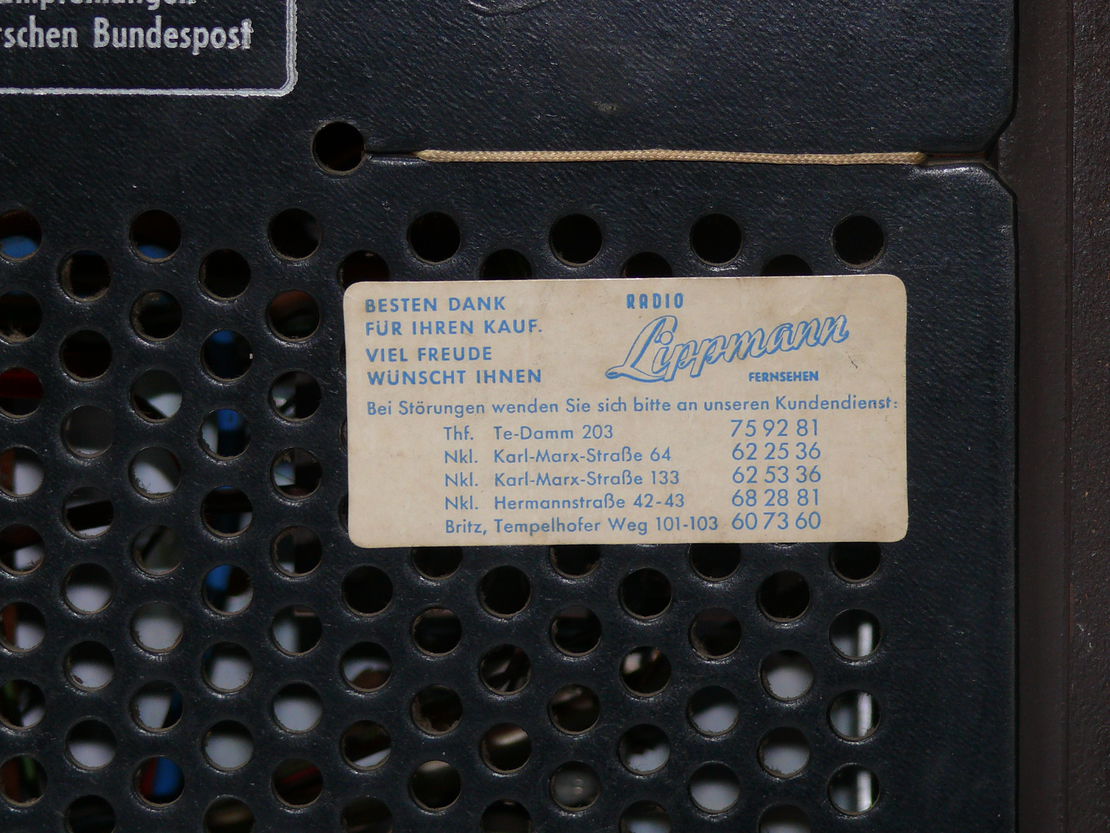 schen Bundespost
BESTEN DANK
FÜR IHREN KAUF.
VIEL FREUDE
WÜNSCHT IHNEN
RADIO
Lippmann
FERNSEHEN
Bei Störungen wenden Sie sich bitte an unseren Kundendienst:
Thf. Te-Damm 203 75 92 81
Nkl. Karl-Marx-Straße 64 62 25 36
Nkl. Karl-Marx-Straße 133 62 53 36
Nkl. Hermannstraße 42-43 68 28 81
Britz, Tempelhofer Weg 101-103 60 73 60